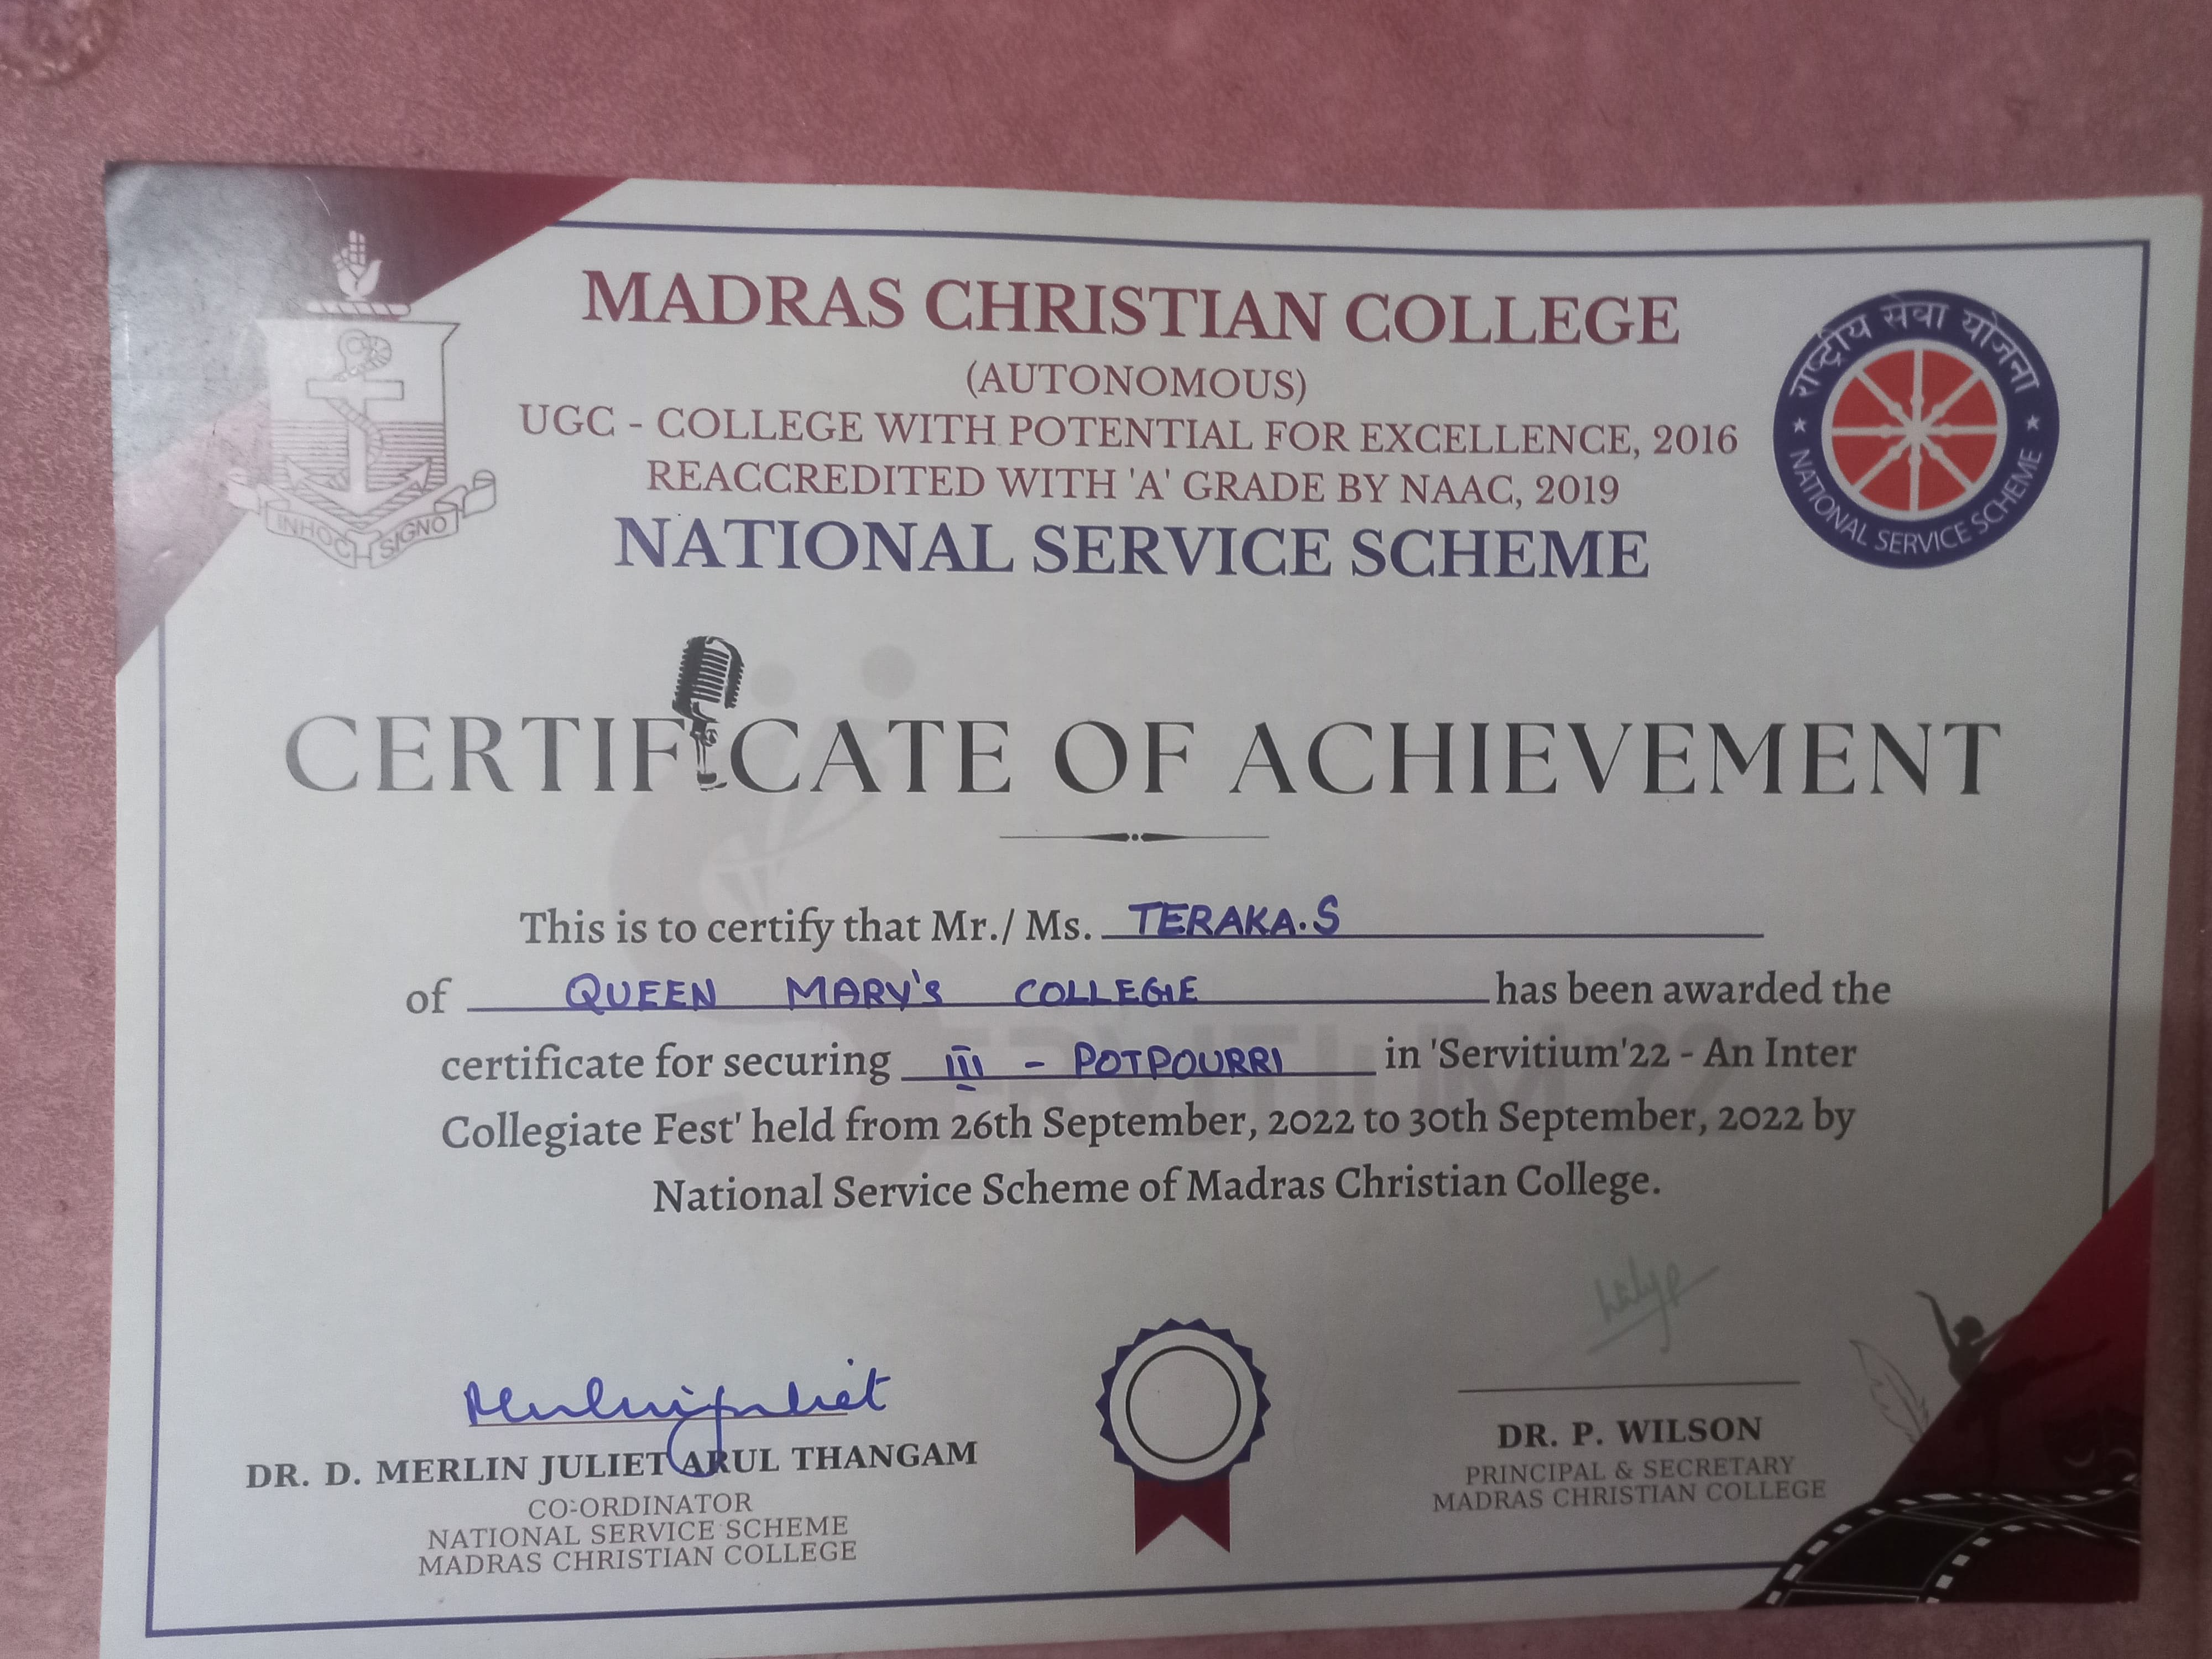 MADRAS CHRISTIAN COLLEGE
(AUTONOMOUS)
UGC - COLLEGE WITH POTENTIAL FOR EXCELLENCE, 2016
REACCREDITED WITH 'A' GRADE BY NAAC, 2019
NATIONAL SERVICE SCHEME
INHOC SIGNO
राष्ट्रीय सेवा योजना
NATIONAL SERVICE SCHEME
CERTIFICATE OF ACHIEVEMENT
This is to certify that Mr./ Ms. TERAKA.S
of QUEEN MARY'S COLLEGE has been awarded the
certificate for securing III - POTPOURRI in 'Servitium'22 - An Inter
Collegiate Fest' held from 26th September, 2022 to 30th September, 2022 by
National Service Scheme of Madras Christian College.
Merlinjuliet
DR. D. MERLIN JULIET ARUL THANGAM
CO-ORDINATOR
NATIONAL SERVICE SCHEME
MADRAS CHRISTIAN COLLEGE
DR. P. WILSON
PRINCIPAL & SECRETARY
MADRAS CHRISTIAN COLLEGE